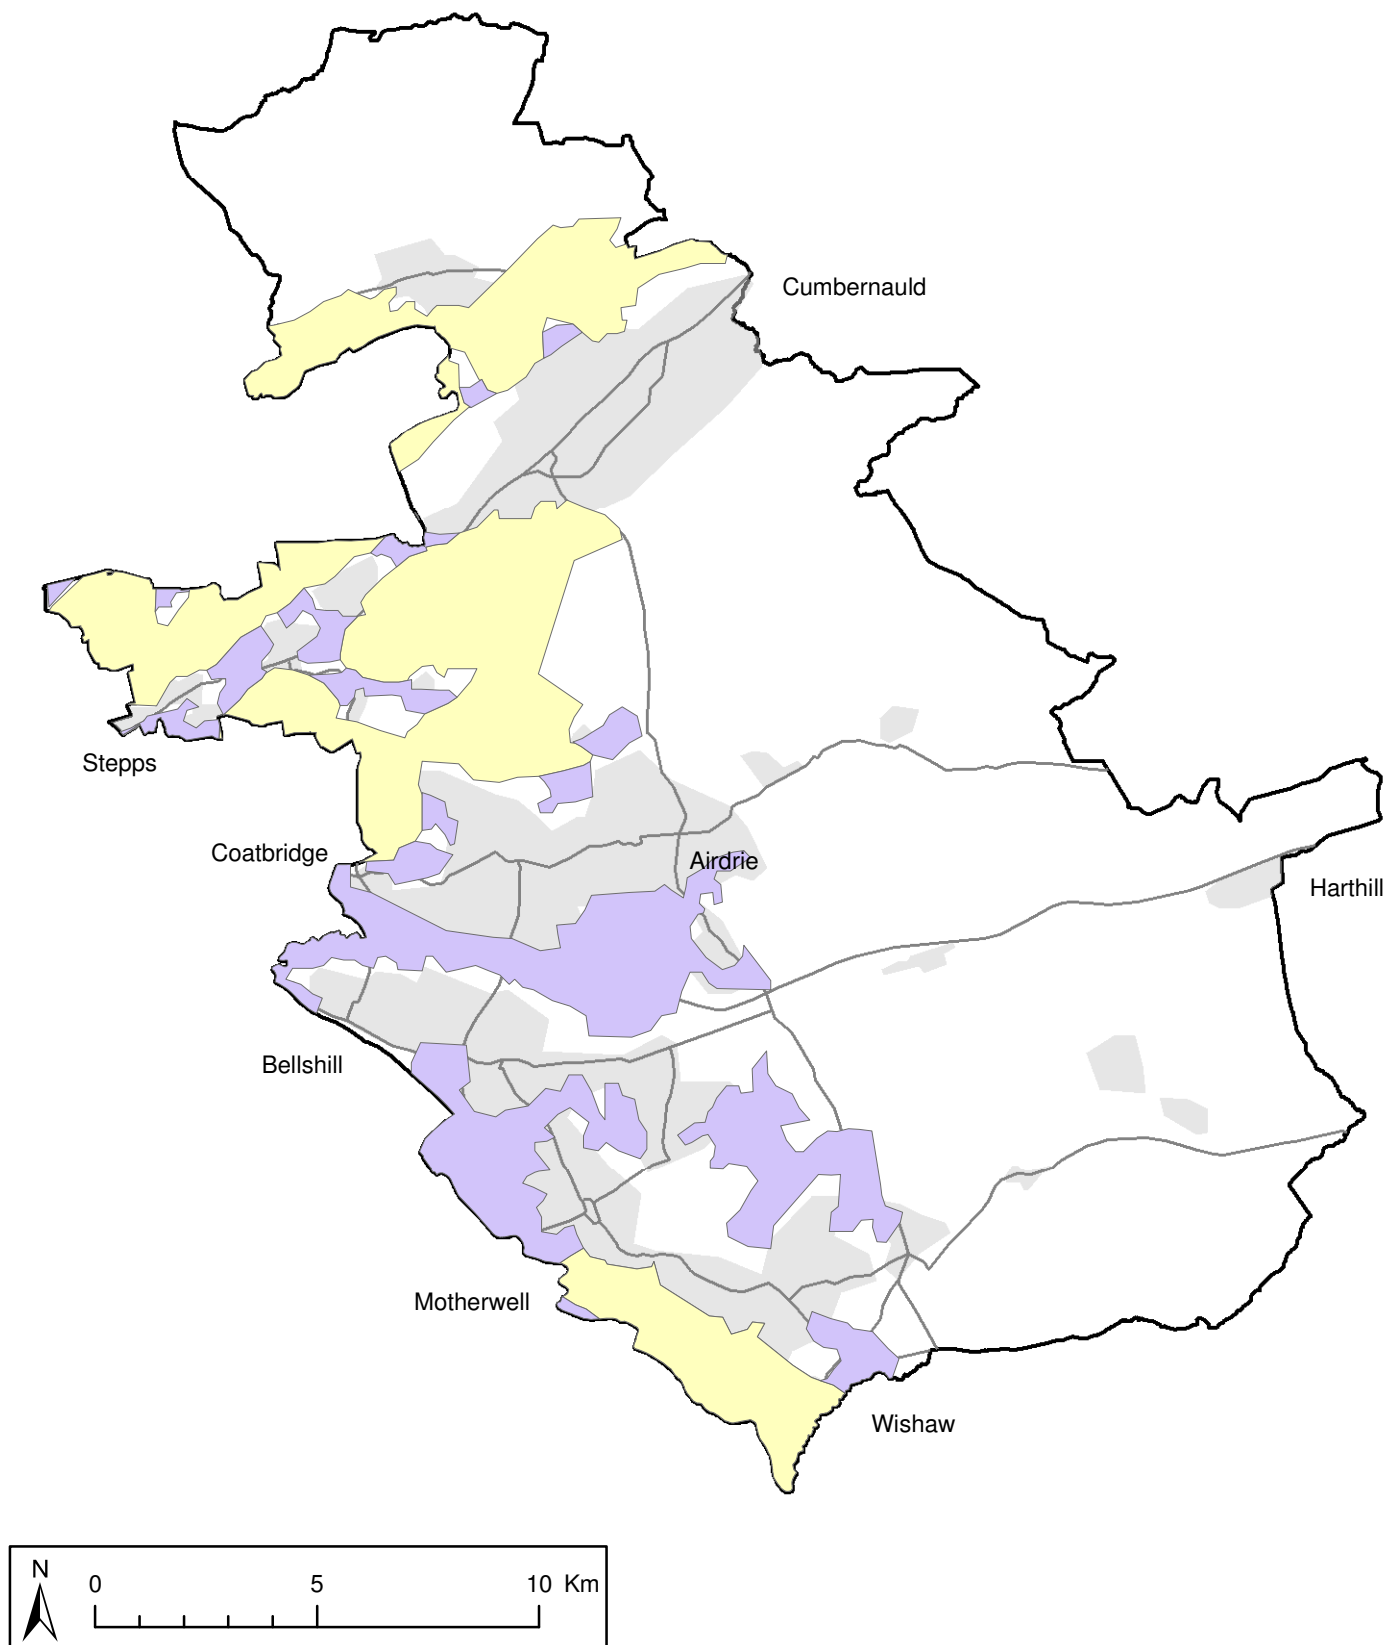 Cumbernauld
Stepps
Coatbridge
Airdrie
Harthill
Bellshill
Motherwell
Wishaw
N
0 5 10 Km